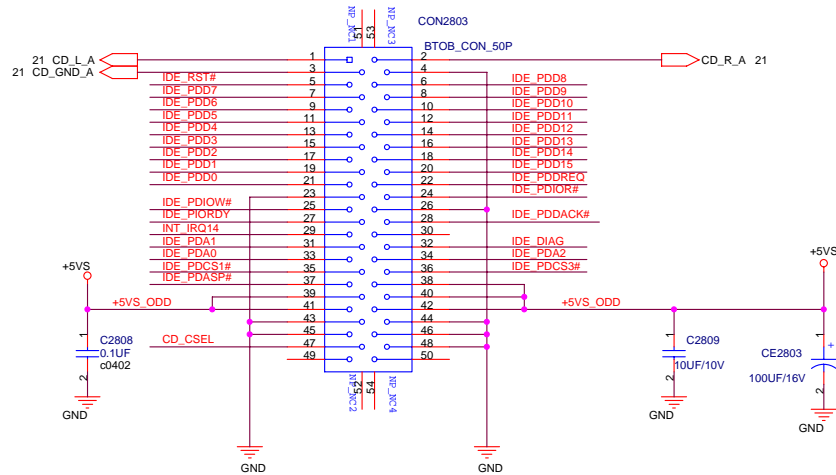 NP_NC1
51
53
NP_NC3
CON2803
BTOB_CON_50P
21 CD_L_A
1
2
CD_R_A 21
21 CD_GND_A
3
4
IDE_RST#
5
6
IDE_PDD8
IDE_PDD7
7
8
IDE_PDD9
IDE_PDD6
9
10
IDE_PDD10
IDE_PDD5
11
12
IDE_PDD11
IDE_PDD4
13
14
IDE_PDD12
IDE_PDD3
15
16
IDE_PDD13
IDE_PDD2
17
18
IDE_PDD14
IDE_PDD1
19
20
IDE_PDD15
IDE_PDD0
21
22
IDE_PDDREQ
23
24
IDE_PDIOR#
IDE_PDIOW#
25
26
IDE_PIORDY
27
28
IDE_PDDACK#
INT_IRQ14
29
30
IDE_PDA1
31
32
IDE_DIAG
IDE_PDA0
33
34
IDE_PDA2
IDE_PDCS1#
35
36
IDE_PDCS3#
IDE_PDASP#
37
38
+5VS
+5VS
39
40
+5VS_ODD
41
42
+5VS_ODD
43
44
45
46
CD_CSEL
47
48
49
50
1
C2808
0.1UF
c0402
2
GND
1
C2809
10UF/10V
2
GND
1
+
CE2803
100UF/16V
2
GND
NP_NC2
52
54
NP_NC4
GND
GND